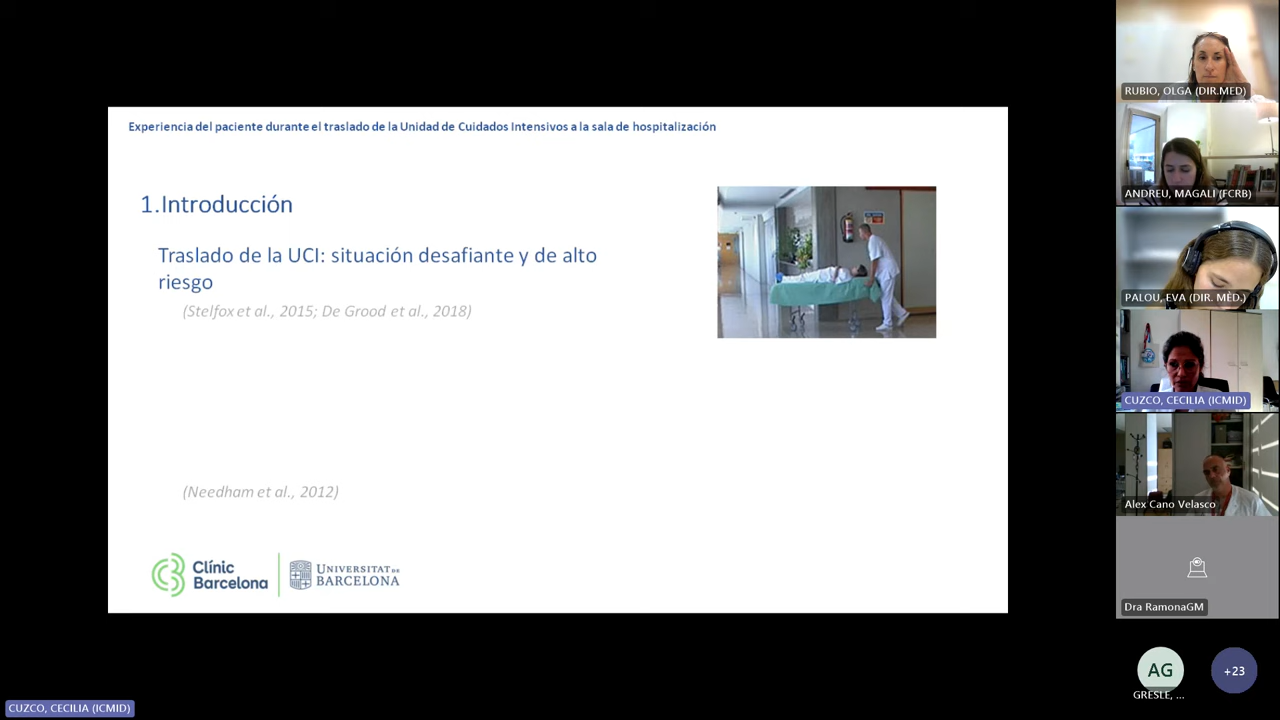 Experiencia del paciente durante el traslado de la Unidad de Cuidados Intensivos a la sala de hospitalización
1.Introducción
Traslado de la UCI: situación desafiante y de alto
riesgo
(Stelfox et al., 2015; De Grood et al., 2018)
(Needham et al., 2012)
Clínic
Barcelona
UNIVERSITAT DE
BARCELONA
RUBIO, OLGA (DIR.MED)
ANDREU, MAGALI (FCRB)
PALOU, EVA (DIR. MÈD.)
CUZCO, CECILIA (ICMID)
Alex Cano Velasco
Dra RamonaGM
AG
GRESLE, ...
+23
CUZCO, CECILIA (ICMID)